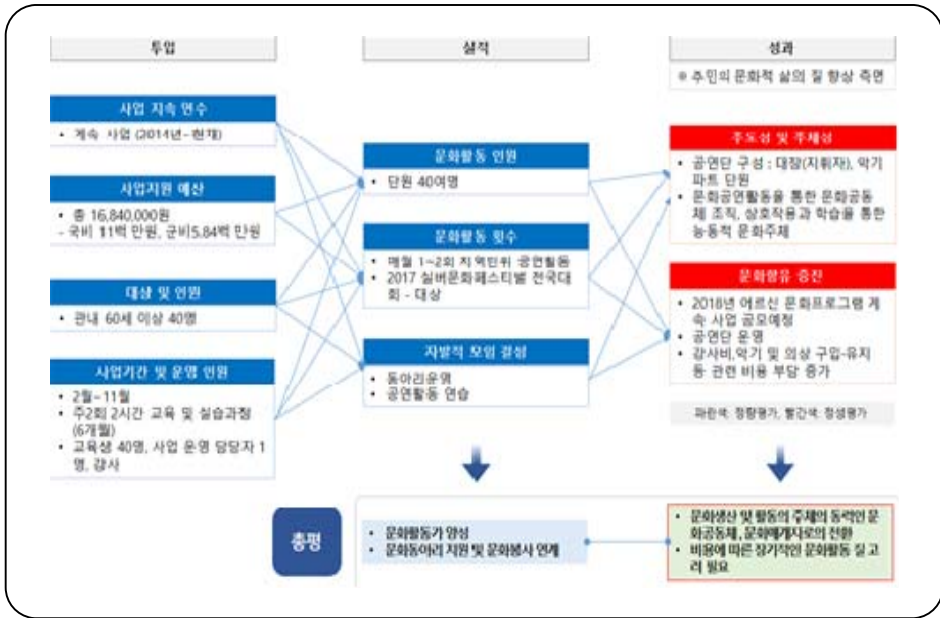 투입
사업 지속 연수
• 계속 사업 (2014년~현재)
사업지원 예산
• 총 16,840,000원
- 국비 11백 만원, 군비5.84백 만원
대상 및 인원
• 관내 60세 이상 40명
사업기간 및 운영 인원
• 2월~11월
• 주2회 2시간 교육 및 실습과정
(6개월)
• 교육생 40명, 사업 운영 담당자 1
명, 강사
실적
문화활동 인원
• 단원 40여명
문화활동 횟수
• 매월 1~2회 지역단위 공연활동
• 2017 실버문화페스티벌 전국대
회 - 대상
자발적 모임 결성
• 동아리운영
• 공연활동 연습
성과
※ 주민의 문화적 삶의 질 향상 측면
주도성 및 주체성
• 공연단 구성 : 대장(지휘자), 악기
파트 단원
• 문화공연활동을 통한 문화공동
체 조직, 상호작용과 학습을 통한
능동적 문화주체
문화향유 증진
• 2018년 어르신 문화프로그램 계
속 사업 공모예정
• 공연단 운영
• 강사비,악기 및 의상 구입·유지
등 관련 비용 부담 증가
파란색: 정량평가, 빨간색: 정성평가
총평
• 문화활동가 양성
• 문화동아리 지원 및 문화봉사 연계
• 문화생산 및 활동의 주체의 동력인 문
화공동체, 문화매개자로의 전환
• 비용에 따른 장기적인 문화활동 질 고
려 필요